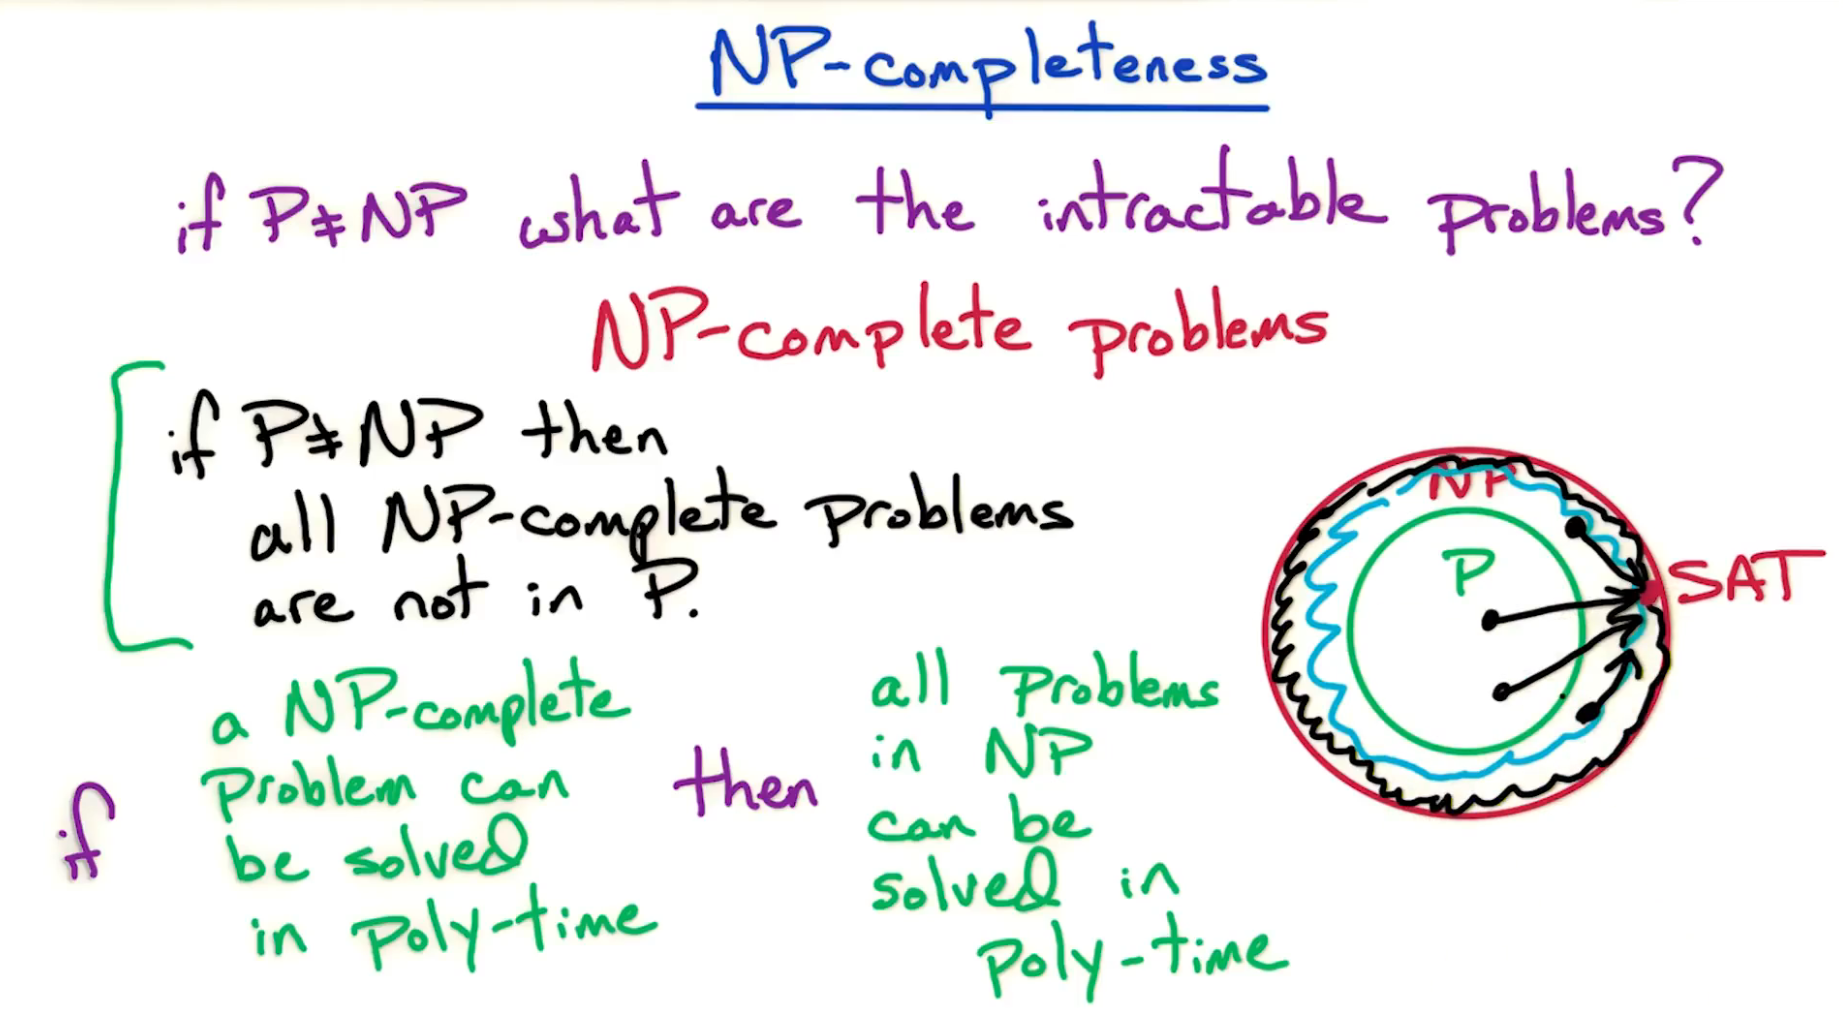 NP-completeness
if P≠NP what are the intractable problems?
NP-complete problems
if P≠NP then
all NP-complete problems
are not in P.
NP
P
SAT
if
a NP-complete
problem can
be solved
in poly-time
then
all problems
in NP
can be
solved in
poly-time